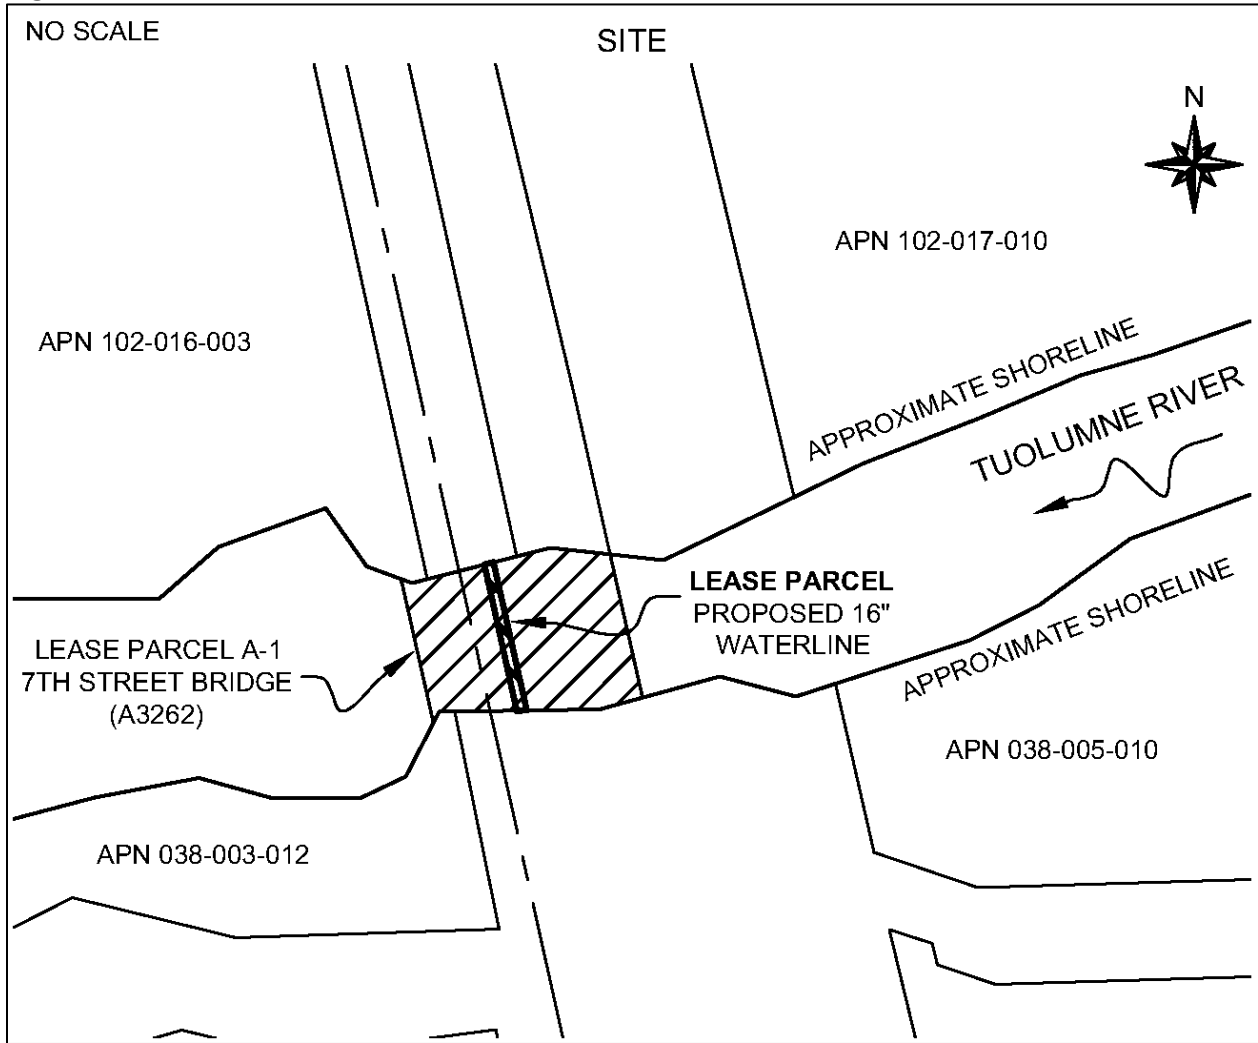 NO SCALE
SITE
N
APN 102-017-010
APN 102-016-003
APPROXIMATE SHORELINE
TUOLUMNE RIVER
LEASE PARCEL
PROPOSED 16"
WATERLINE
LEASE PARCEL A-1
7TH STREET BRIDGE
(A3262)
APPROXIMATE SHORELINE
APN 038-005-010
APN 038-003-012